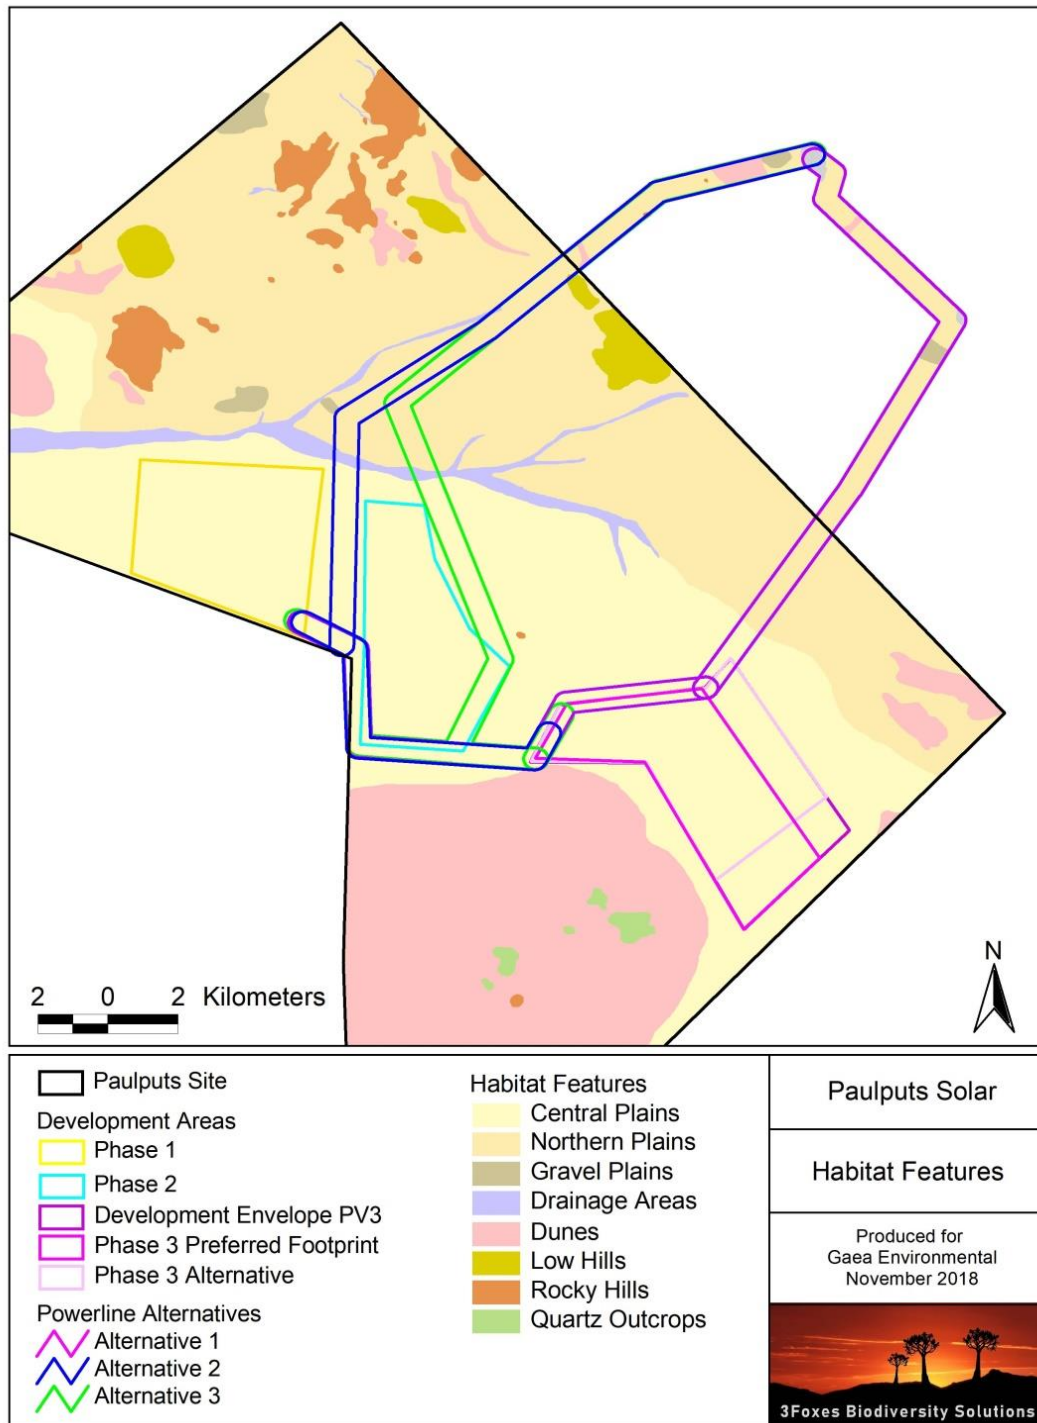 N
2 0 2 Kilometers
Paulputs Site
Development Areas
Phase 1
Phase 2
Development Envelope PV3
Phase 3 Preferred Footprint
Phase 3 Alternative
Powerline Alternatives
Alternative 1
Alternative 2
Alternative 3
Habitat Features
Central Plains
Northern Plains
Gravel Plains
Drainage Areas
Dunes
Low Hills
Rocky Hills
Quartz Outcrops
Paulputs Solar
Habitat Features
Produced for
Gaea Environmental
November 2018
3Foxes Biodiversity Solutions